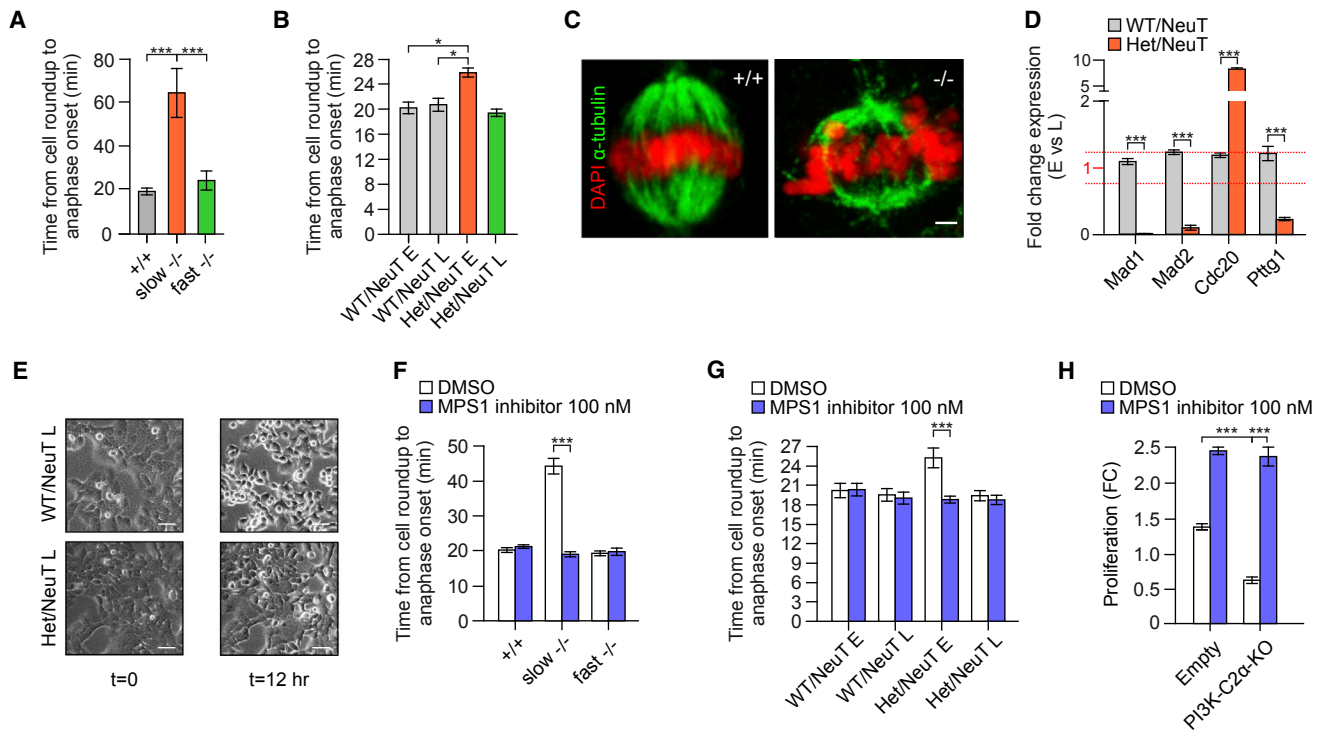 A
Time from cell roundup to
anaphase onset (min)
80
60
40
20
0
*** ***
+/+
slow -/-
fast -/-
B
Time from cell roundup to
anaphase onset (min)
28
24
20
16
12
8
4
0
*
*
WT/NeuT E
WT/NeuT L
Het/NeuT E
Het/NeuT L
C
DAPI α-tubulin
+/+
-/-
D
WT/NeuT
Het/NeuT
Fold change expression
(E vs L)
10
5
2
1
0
***
***
***
***
Mad1
Mad2
Cdc20
Pttg1
E
WT/NeuT L
Het/NeuT L
t=0
t=12 hr
F
DMSO
MPS1 inhibitor 100 nM
Time from cell roundup to
anaphase onset (min)
50
40
30
20
10
0
***
+/+
slow -/-
fast -/-
G
DMSO
MPS1 inhibitor 100 nM
Time from cell roundup to
anaphase onset (min)
27
24
21
18
15
12
9
6
3
0
***
WT/NeuT E
WT/NeuT L
Het/NeuT E
Het/NeuT L
H
DMSO
MPS1 inhibitor 100 nM
Proliferation (FC)
2.5
2.0
1.5
1.0
0.5
0
*** ***
Empty
PI3K-C2α-KO